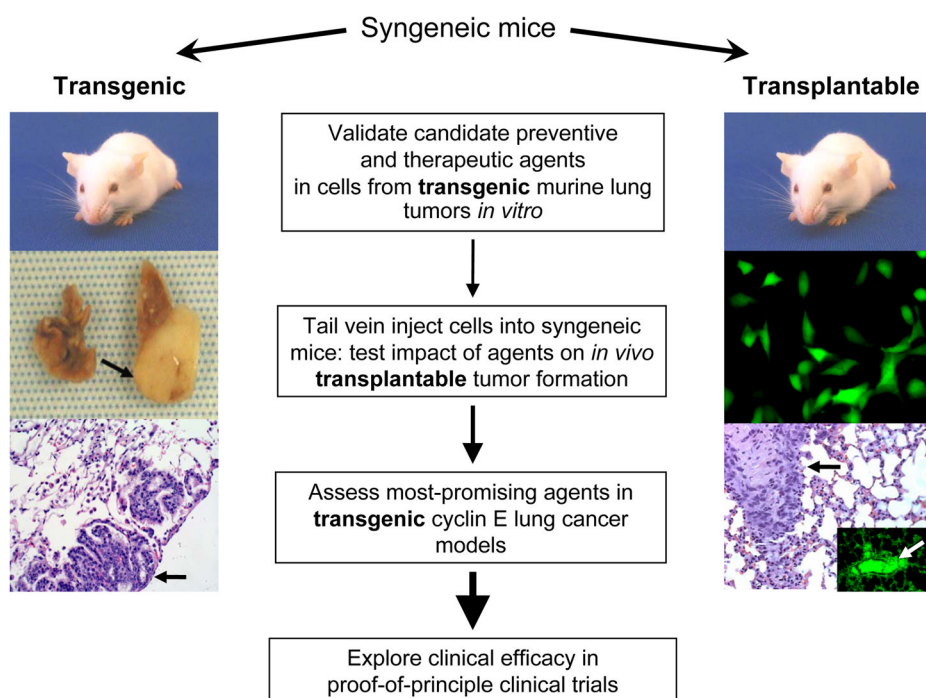 Syngeneic mice
Transgenic
Transplantable
Validate candidate preventive
and therapeutic agents
in cells from transgenic murine lung
tumors in vitro
Tail vein inject cells into syngeneic
mice: test impact of agents on in vivo
transplantable tumor formation
Assess most-promising agents in
transgenic cyclin E lung cancer
models
Explore clinical efficacy in
proof-of-principle clinical trials